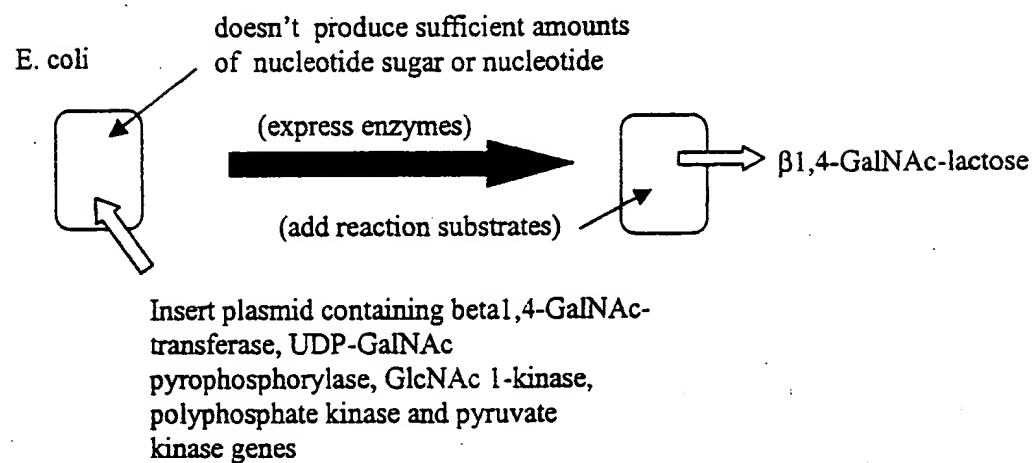 doesn't produce sufficient amounts
of nucleotide sugar or nucleotide
E. coli
(express enzymes)
β1,4-GalNAc-lactose
(add reaction substrates)
Insert plasmid containing beta1,4-GalNAc-
transferase, UDP-GalNAc
pyrophosphorylase, GlcNAc 1-kinase,
polyphosphate kinase and pyruvate
kinase genes